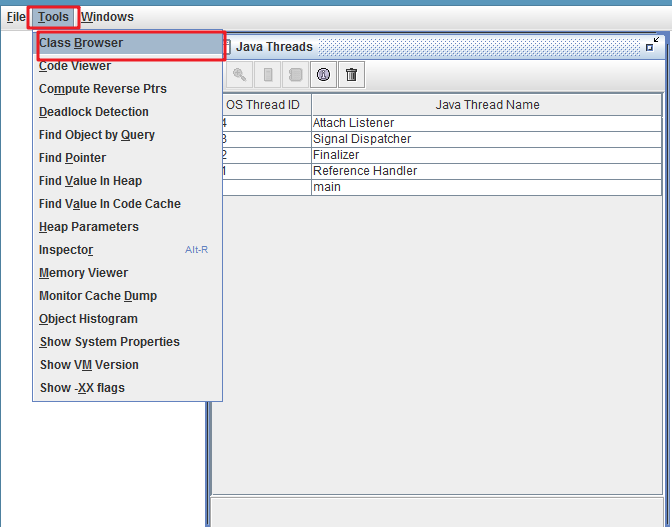 File Tools Windows
Class Browser
Code Viewer
Compute Reverse Ptrs
Deadlock Detection
Find Object by Query
Find Pointer
Find Value In Heap
Find Value In Code Cache
Heap Parameters
Inspector Alt-R
Memory Viewer
Monitor Cache Dump
Object Histogram
Show System Properties
Show VM Version
Show -XX flags
Java Threads
OS Thread ID Java Thread Name
4 Attach Listener
3 Signal Dispatcher
2 Finalizer
1 Reference Handler
main